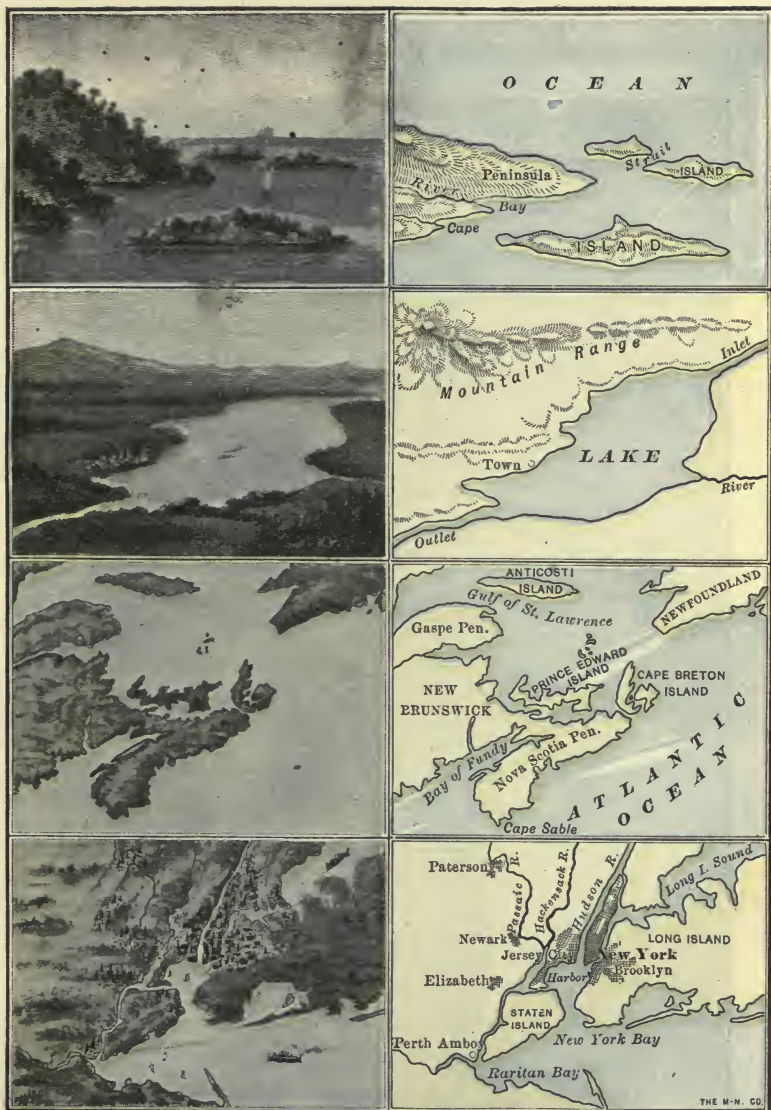 OCEAN
Peninsula
Strait
ISLAND
River
Bay
Cape
ISLAND
Mountain Range
Inlet
Town
LAKE
River
Outlet
ANTICOSTI
ISLAND
NEWFOUNDLAND
Gulf of St. Lawrence
Gaspe Pen.
PRINCE EDWARD
ISLAND
CAPE BRETON
ISLAND
NEW
BRUNSWICK
Nova Scotia Pen.
Bay of Fundy
ATLANTIC
OCEAN
Cape Sable
Paterson
Passaic R.
Hackensack R.
Hudson R.
Long I. Sound
Newark
Jersey City
New York
LONG ISLAND
Brooklyn
Elizabeth
Harbor
STATEN
ISLAND
New York Bay
Perth Amboy
Raritan Bay
THE M-N. CO.